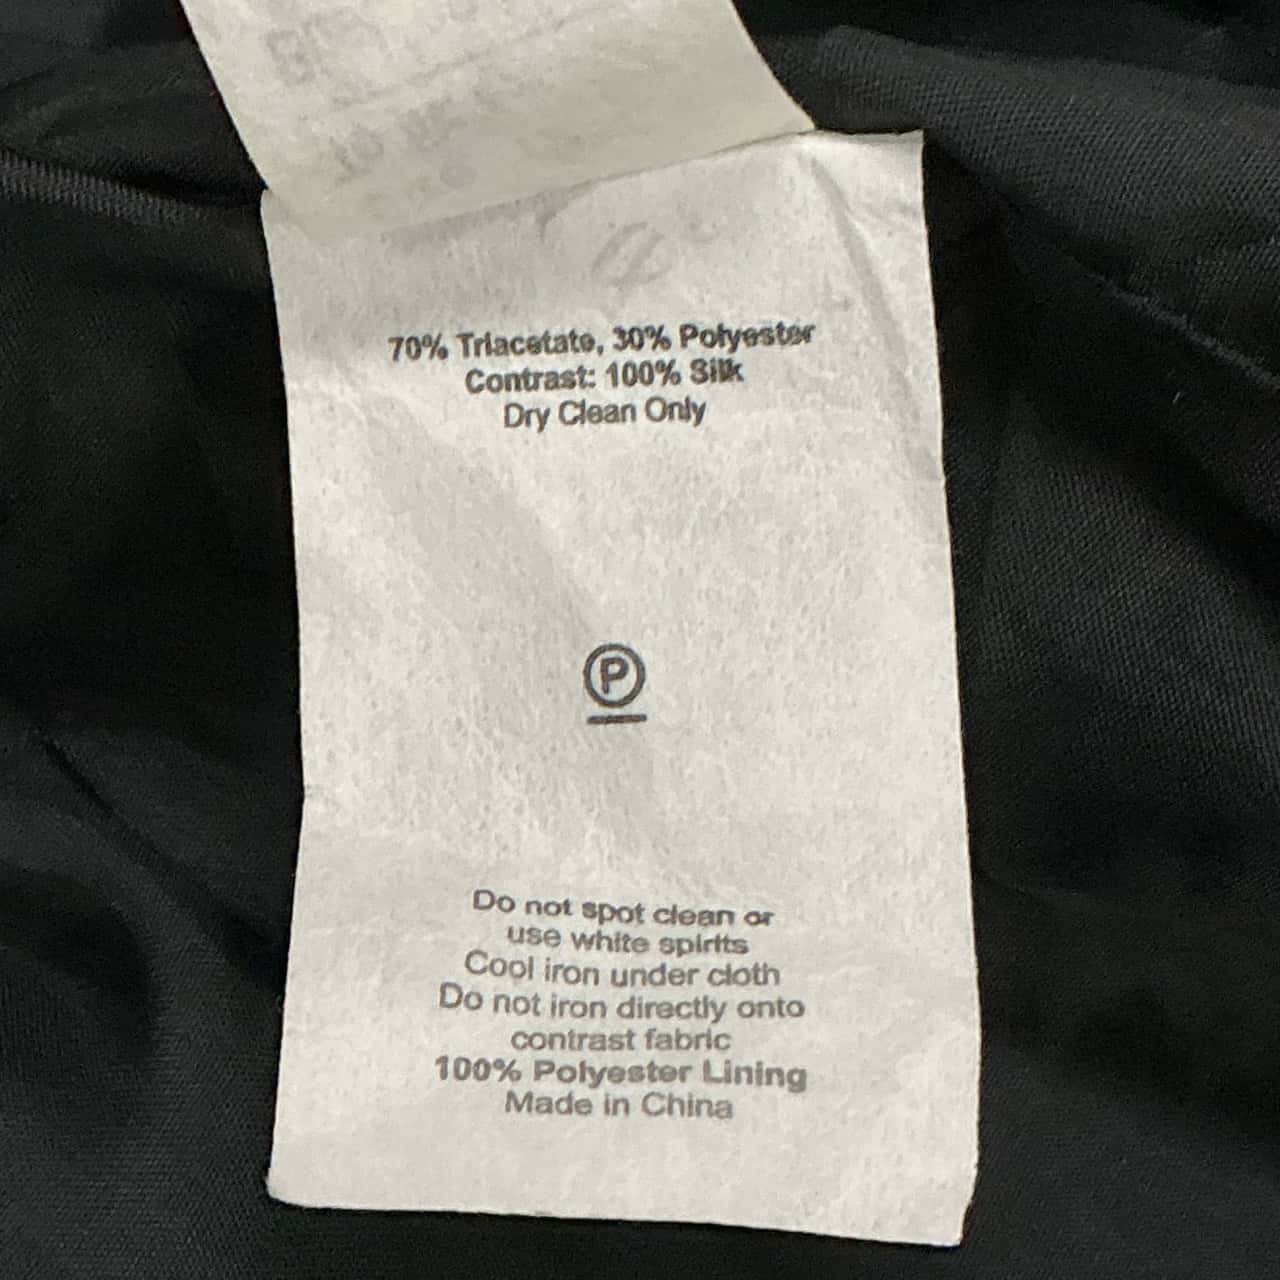 70% Triacetate, 30% Polyester
Contrast: 100% Silk
Dry Clean Only
P
Do not spot clean or
use white spirits
Cool iron under cloth
Do not iron directly onto
contrast fabric
100% Polyester Lining
Made in China